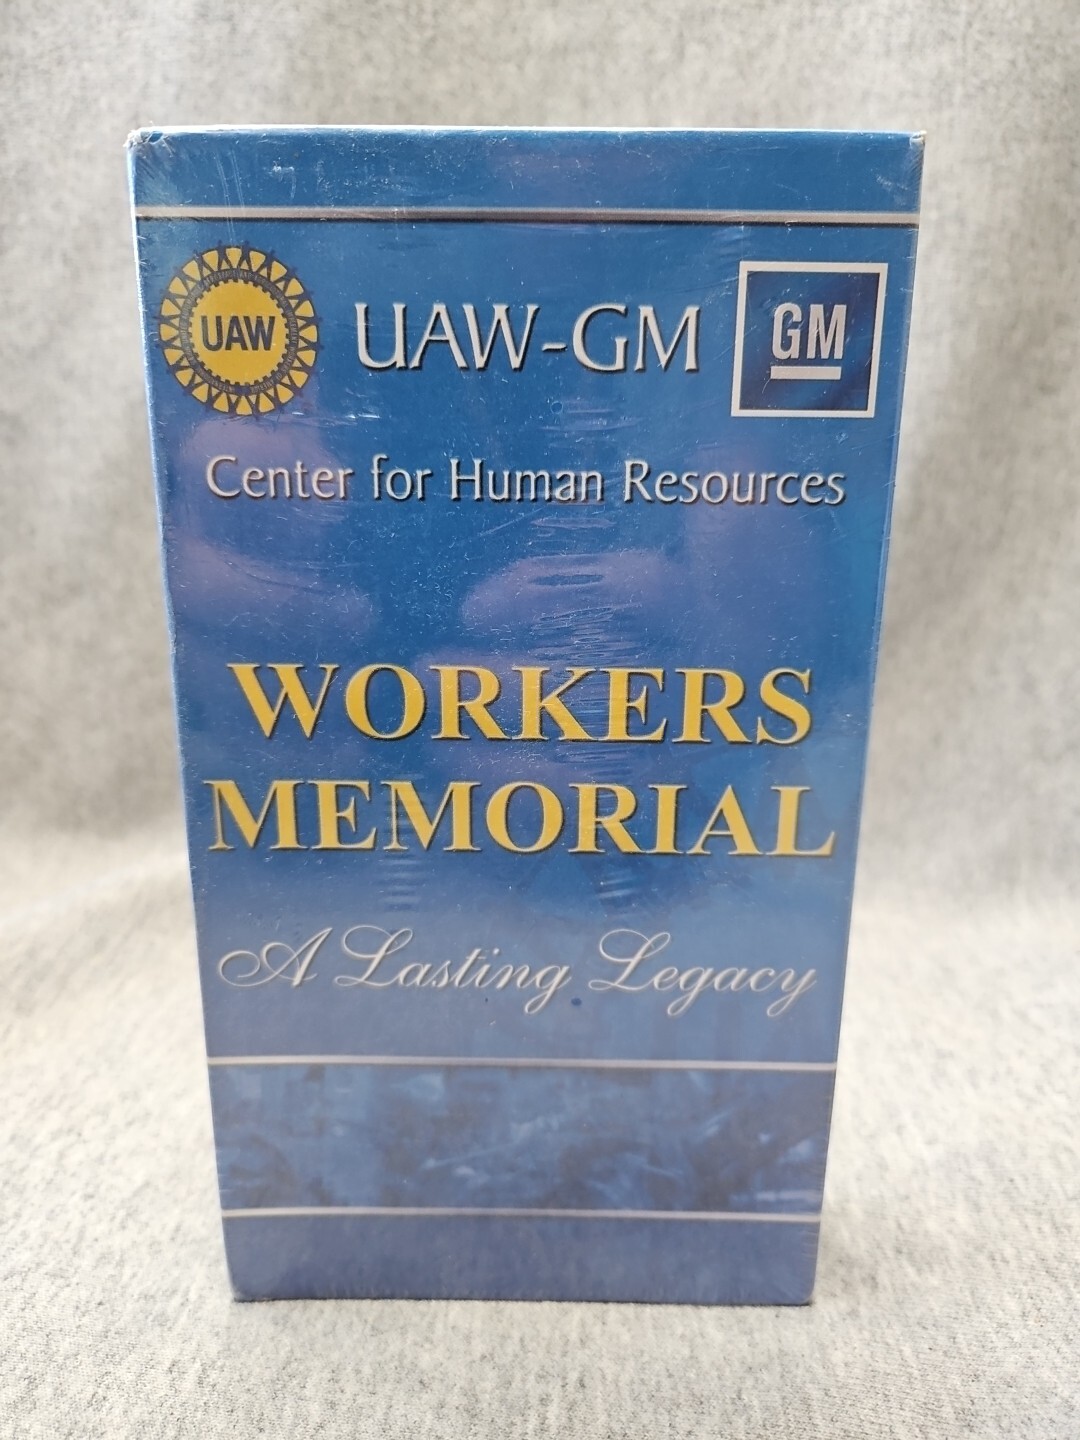 UAW
UAW-GM
GM
Center for Human Resources
WORKERS
MEMORIAL
A Lasting Legacy